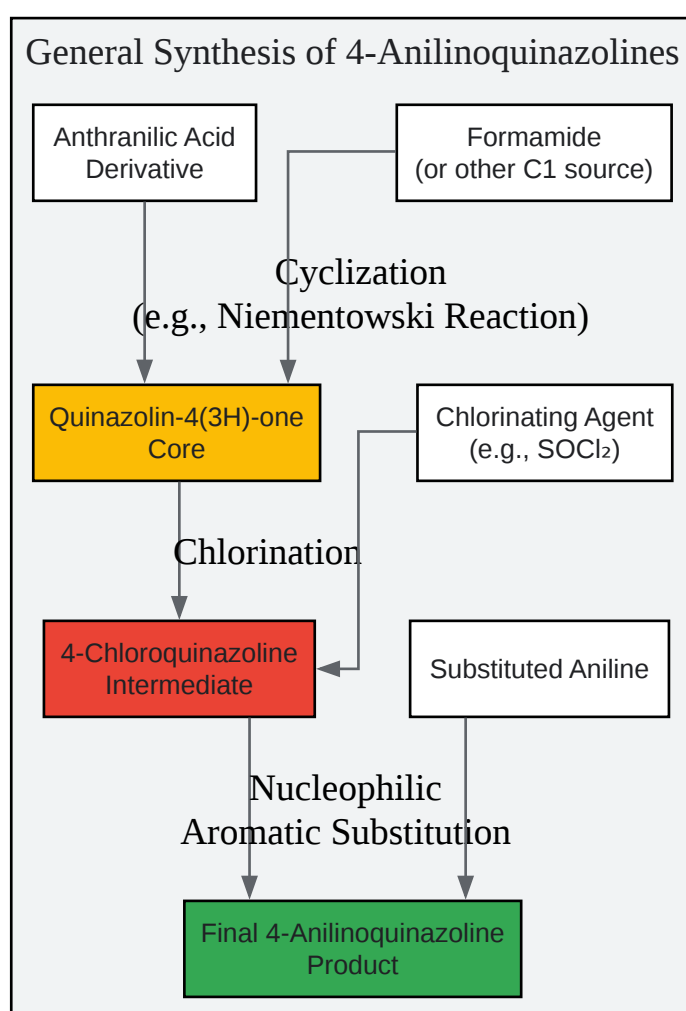 General Synthesis of 4-Anilinoquinazolines
Anthranilic Acid
Derivative
Formamide
(or other C1 source)
Cyclization
(e.g., Niementowski Reaction)
Quinazolin-4(3H)-one
Core
Chlorinating Agent
(e.g., SOCl₂)
Chlorination
4-Chloroquinazoline
Intermediate
Substituted Aniline
Nucleophilic
Aromatic Substitution
Final 4-Anilinoquinazoline
Product